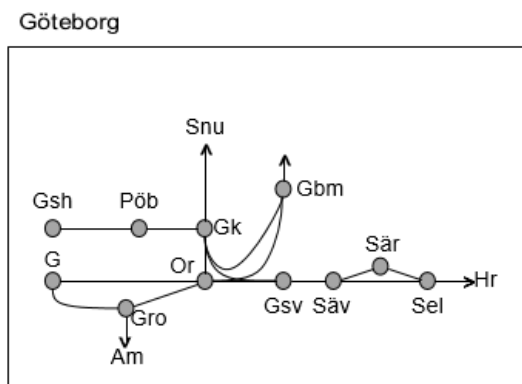 Göteborg
Snu
Gsh Pöb Gk Gbm
G Or Sär
Gro Gsv Säv Sel Hr
Am